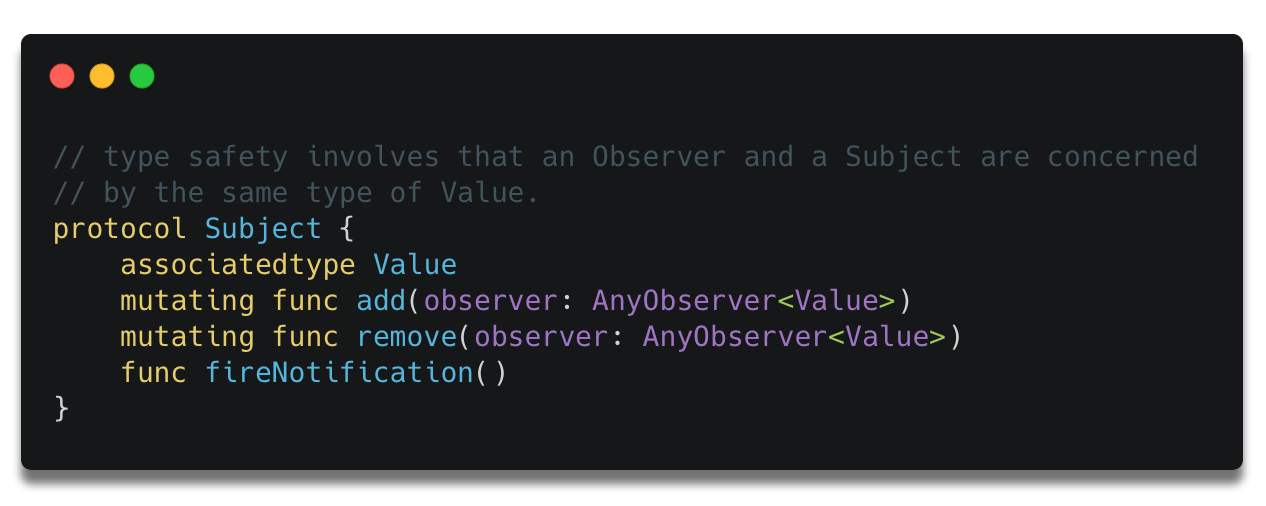 // type safety involves that an Observer and a Subject are concerned
// by the same type of Value.
protocol Subject {
    associatedtype Value
    mutating func add(observer: AnyObserver<Value>)
    mutating func remove(observer: AnyObserver<Value>)
    func fireNotification()
}